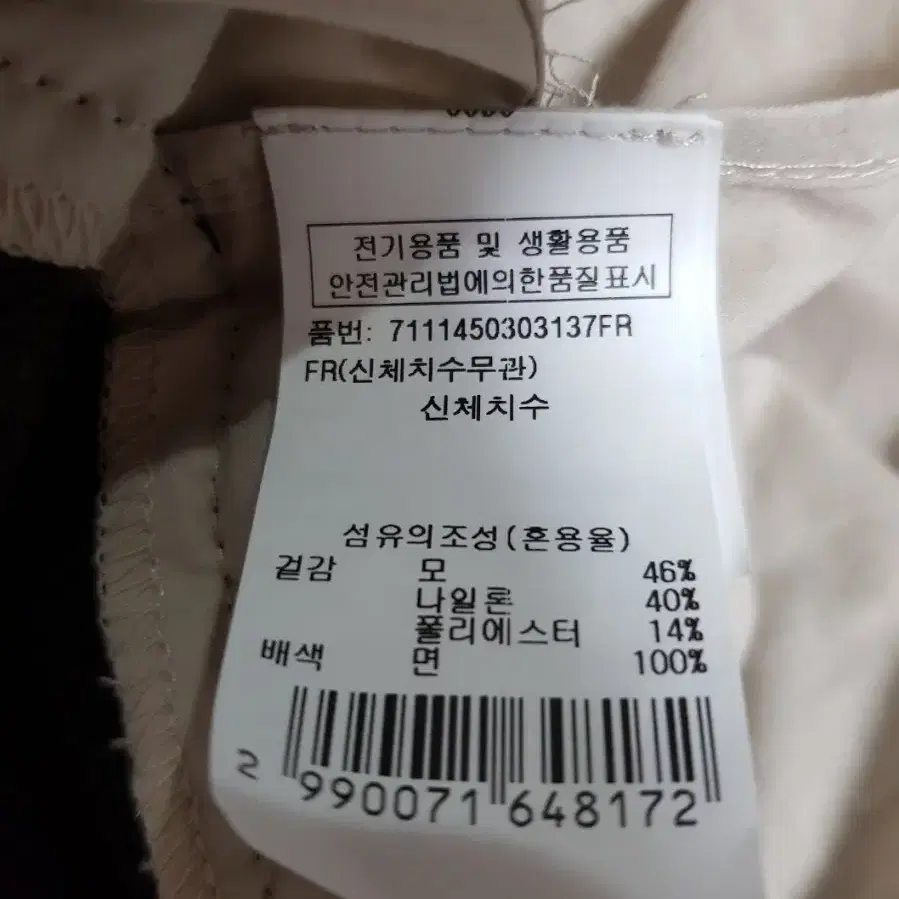 전기용품 및 생활용품
안전관리법에의한품질표시
품번: 7111450303137FR
FR(신체치수무관)
신체치수
섬유의조성(혼용율)
겉감 모 46%
나일론 40%
폴리에스터 14%
배색 면 100%
2 990071 648172